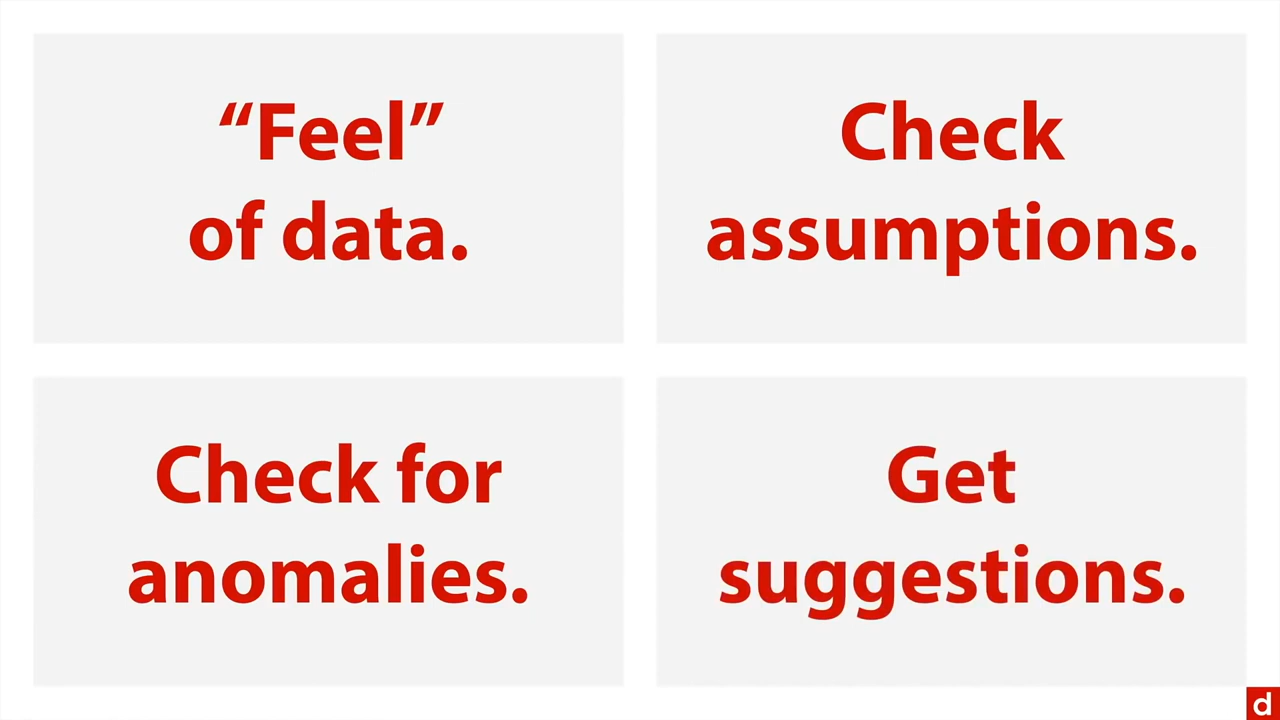 “Feel”
of data.
Check
assumptions.
Check for
anomalies.
Get
suggestions.
d